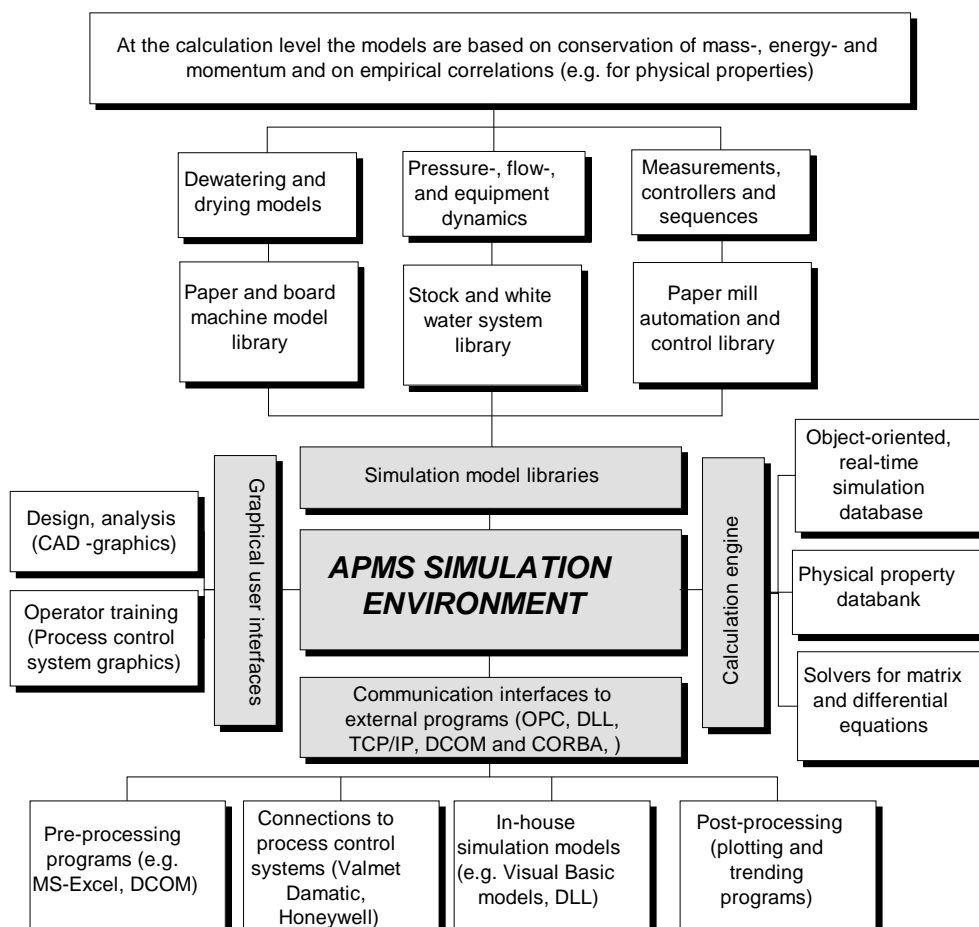 At the calculation level the models are based on conservation of mass-, energy- and
momentum and on empirical correlations (e.g. for physical properties)
Dewatering and
drying models
Pressure-, flow-,
and equipment
dynamics
Measurements,
controllers and
sequences
Paper and board
machine model
library
Stock and white
water system
library
Paper mill
automation and
control library
Simulation model libraries
Graphical user interfaces
Calculation engine
Object-oriented,
real-time
simulation
database
Design, analysis
(CAD -graphics)
APMS SIMULATION
ENVIRONMENT
Physical property
databank
Operator training
(Process control
system graphics)
Solvers for matrix
and differential
equations
Communication interfaces to
external programs (OPC, DLL,
TCP/IP, DCOM and CORBA, )
Pre-processing
programs (e.g.
MS-Excel, DCOM)
Connections to
process control
systems (Valmet
Damatic,
Honeywell)
In-house
simulation models
(e.g. Visual Basic
models, DLL)
Post-processing
(plotting and
trending
programs)